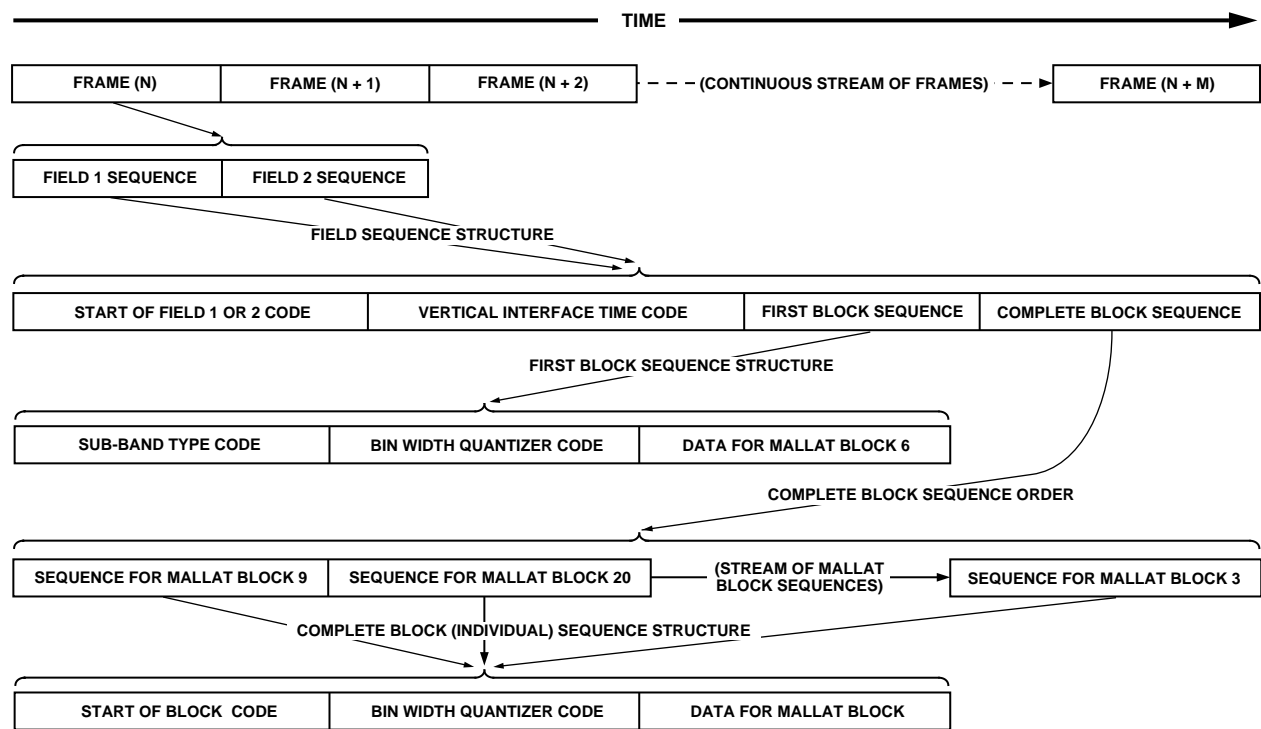 TIME
FRAME (N)
FRAME (N + 1)
FRAME (N + 2)
(CONTINUOUS STREAM OF FRAMES)
FRAME (N + M)
FIELD 1 SEQUENCE
FIELD 2 SEQUENCE
FIELD SEQUENCE STRUCTURE
START OF FIELD 1 OR 2 CODE
VERTICAL INTERFACE TIME CODE
FIRST BLOCK SEQUENCE
COMPLETE BLOCK SEQUENCE
FIRST BLOCK SEQUENCE STRUCTURE
SUB-BAND TYPE CODE
BIN WIDTH QUANTIZER CODE
DATA FOR MALLAT BLOCK 6
COMPLETE BLOCK SEQUENCE ORDER
SEQUENCE FOR MALLAT BLOCK 9
SEQUENCE FOR MALLAT BLOCK 20
(STREAM OF MALLAT
BLOCK SEQUENCES)
SEQUENCE FOR MALLAT BLOCK 3
COMPLETE BLOCK (INDIVIDUAL) SEQUENCE STRUCTURE
START OF BLOCK CODE
BIN WIDTH QUANTIZER CODE
DATA FOR MALLAT BLOCK